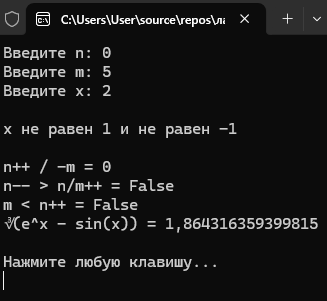 C:\Users\User\source\repos\ла
Введите n: 0
Введите m: 5
Введите x: 2
x не равен 1 и не равен -1
n++ / -m = 0
n-- > n/m++ = False
m < n++ = False
∛(e^x - sin(x)) = 1,864316359399815
Нажмите любую клавишу...